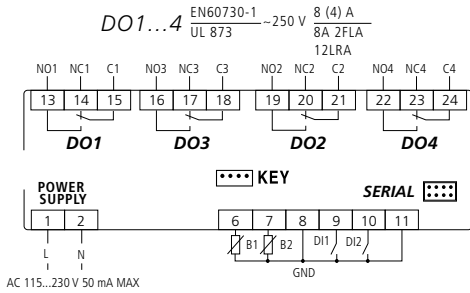 DO1...4 EN60730-1 ~250 V 8 (4) A
UL 873 8A 2FLA
12LRA
NO1 NC1 C1 NO3 NC3 C3 NO2 NC2 C2 NO4 NC4 C4
13 14 15 16 17 18 19 20 21 22 23 24
DO1 DO3 DO2 DO4
KEY
POWER
SUPPLY
SERIAL
1 2 6 7 8 9 10 11
L N B1 B2 DI1 DI2
GND
AC 115...230 V 50 mA MAX